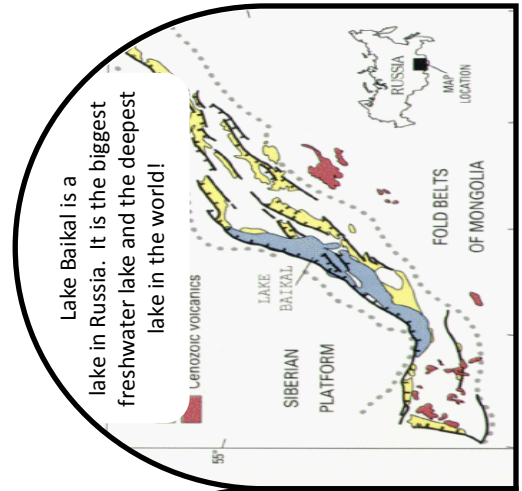 Lake Baikal is a
lake in Russia.  It is the biggest
freshwater lake and the deepest
lake in the world!
Cenozoic volcanics
55°
SIBERIAN
PLATFORM
LAKE
BAIKAL
FOLD BELTS
OF MONGOLIA
RUSSIA
MAP
LOCATION